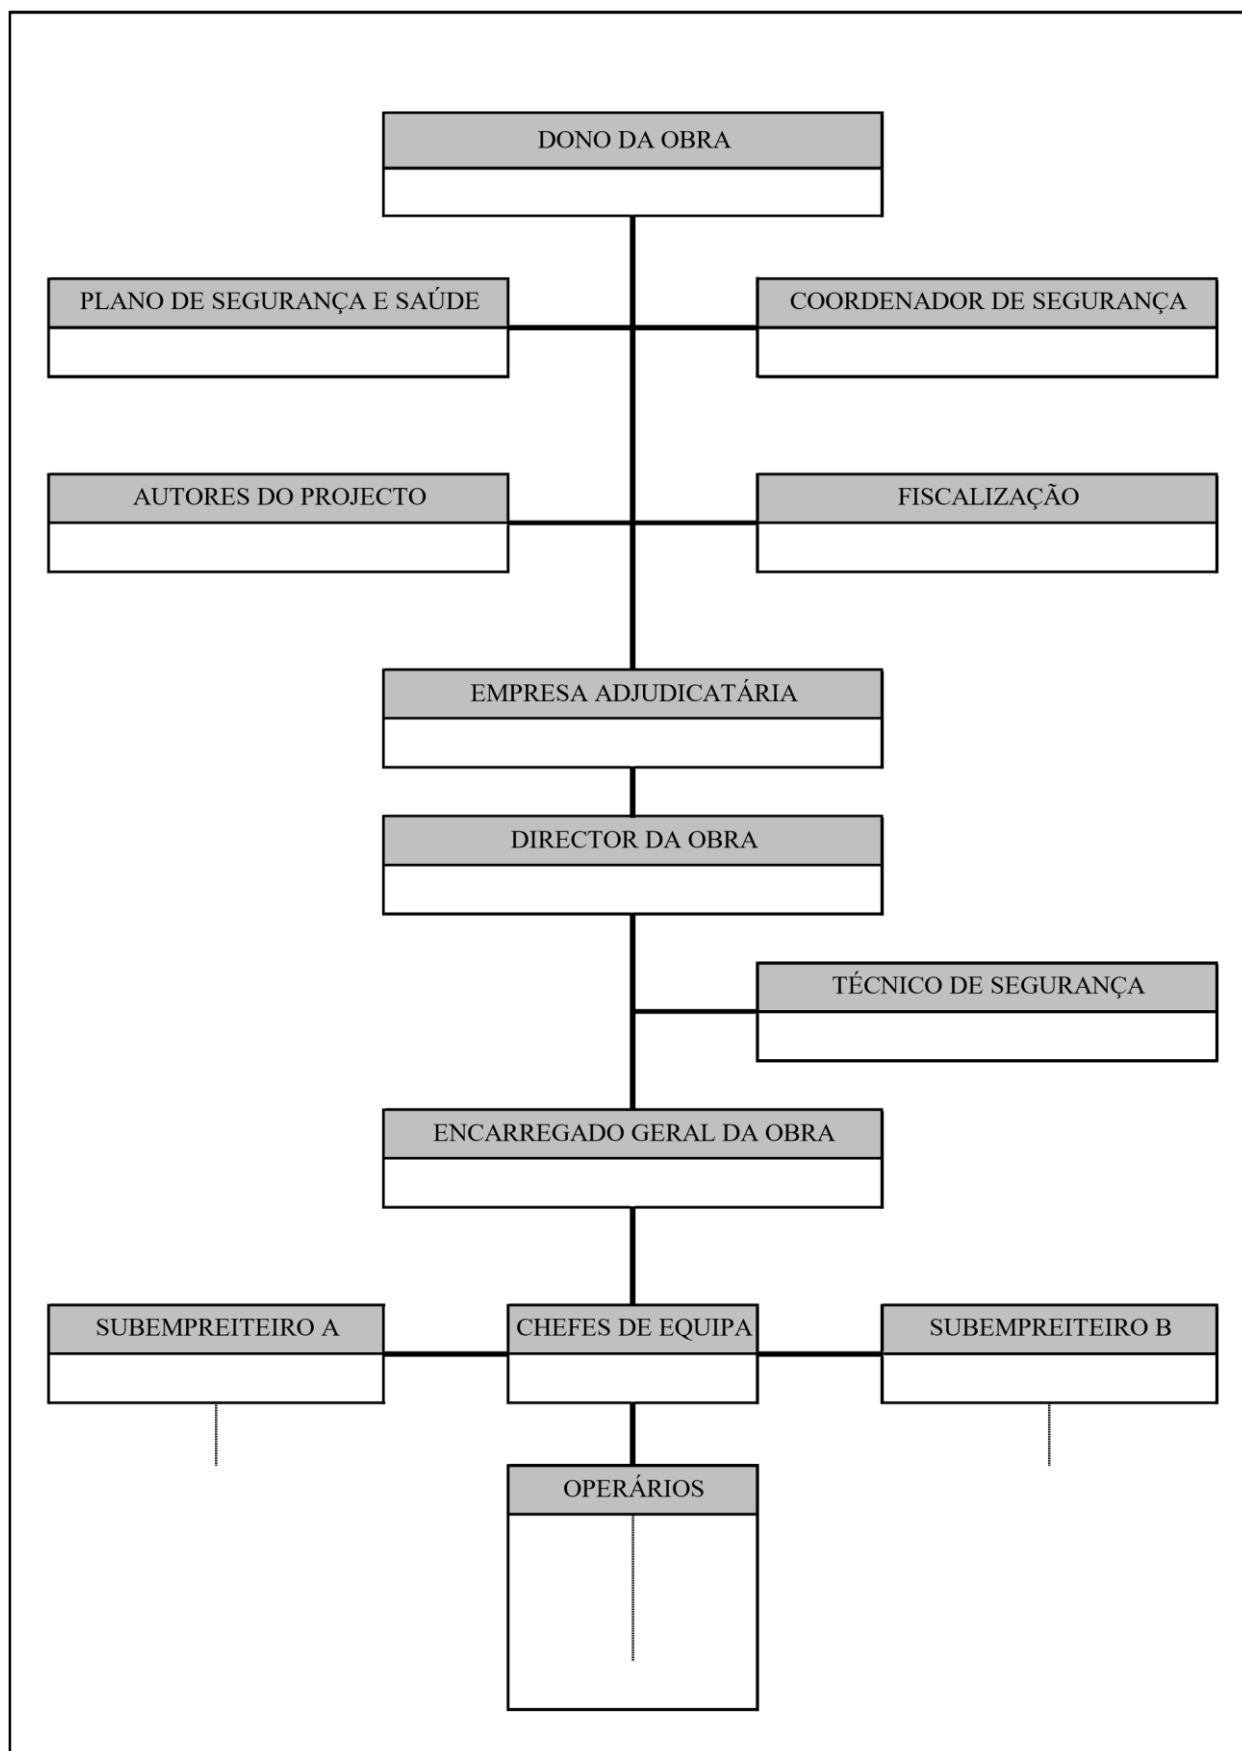 DONO DA OBRA
PLANO DE SEGURANÇA E SAÚDE
COORDENADOR DE SEGURANÇA
AUTORES DO PROJECTO
FISCALIZAÇÃO
EMPRESA ADJUDICATÁRIA
DIRECTOR DA OBRA
TÉCNICO DE SEGURANÇA
ENCARREGADO GERAL DA OBRA
SUBEMPREITEIRO A
CHEFES DE EQUIPA
SUBEMPREITEIRO B
OPERÁRIOS